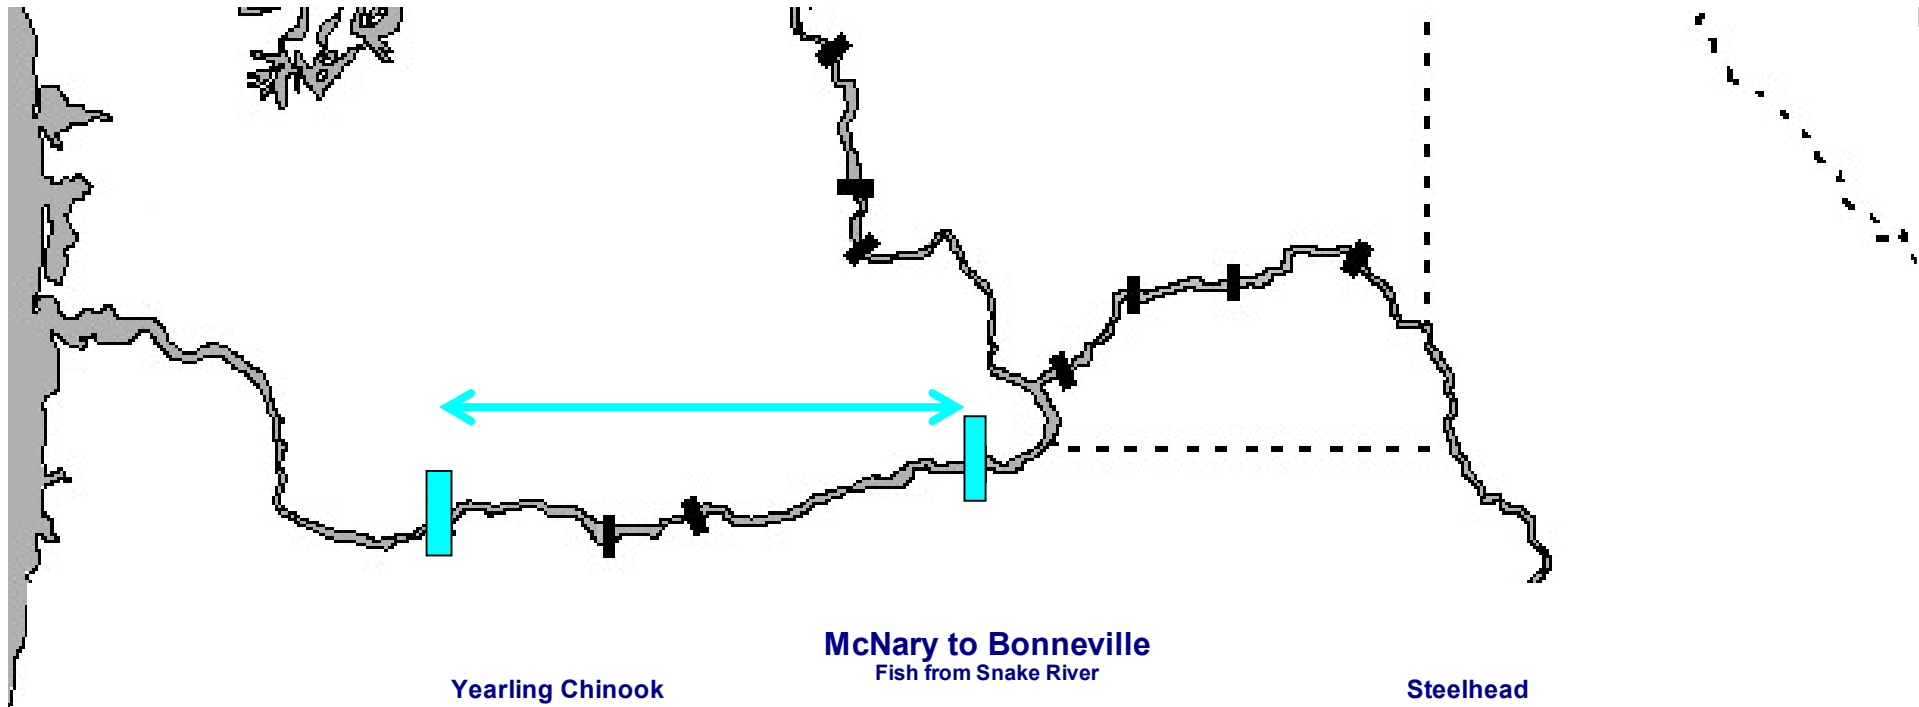 McNary to Bonneville
Fish from Snake River
Yearling Chinook
Steelhead